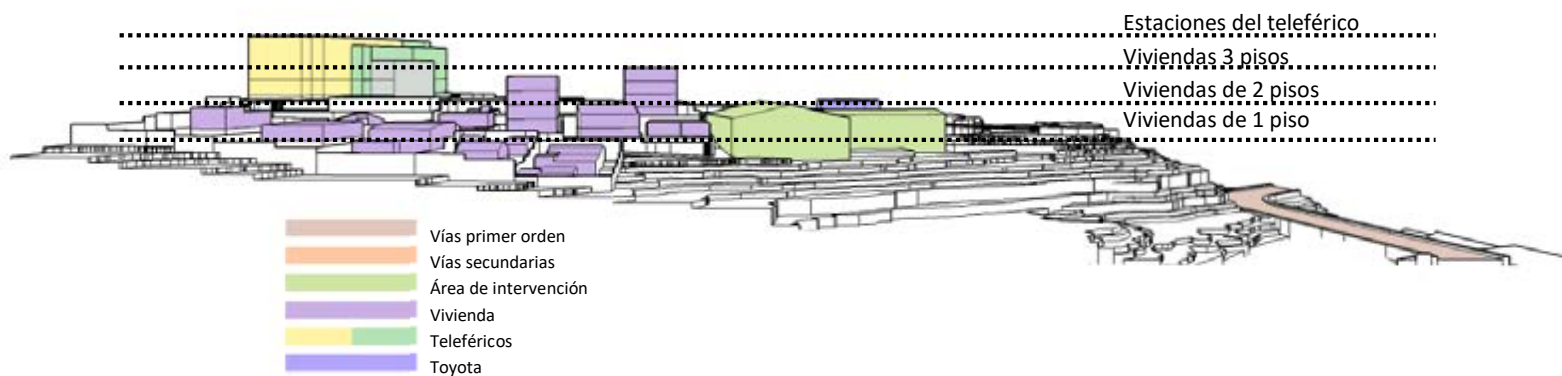 Estaciones del teleférico
Viviendas 3 pisos
Viviendas de 2 pisos
Viviendas de 1 piso
Vías primer orden
Vías secundarias
Área de intervención
Vivienda
Teleféricos
Toyota